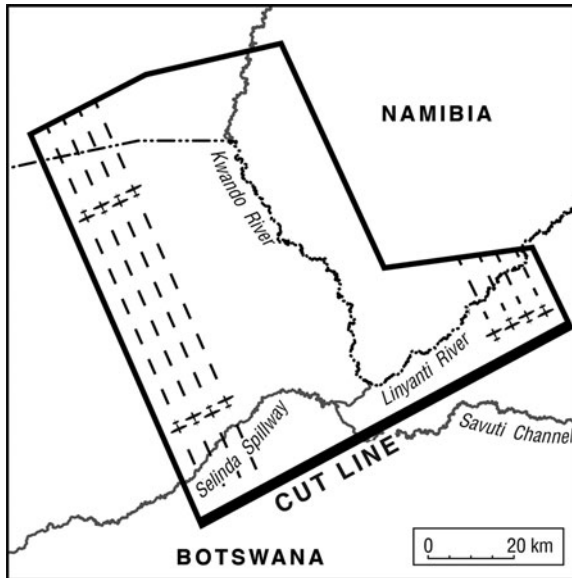 NAMIBIA
Kwando River
Linyanti River
Selinda Spillway
Savuti Channel
CUT LINE
BOTSWANA
0 20 km